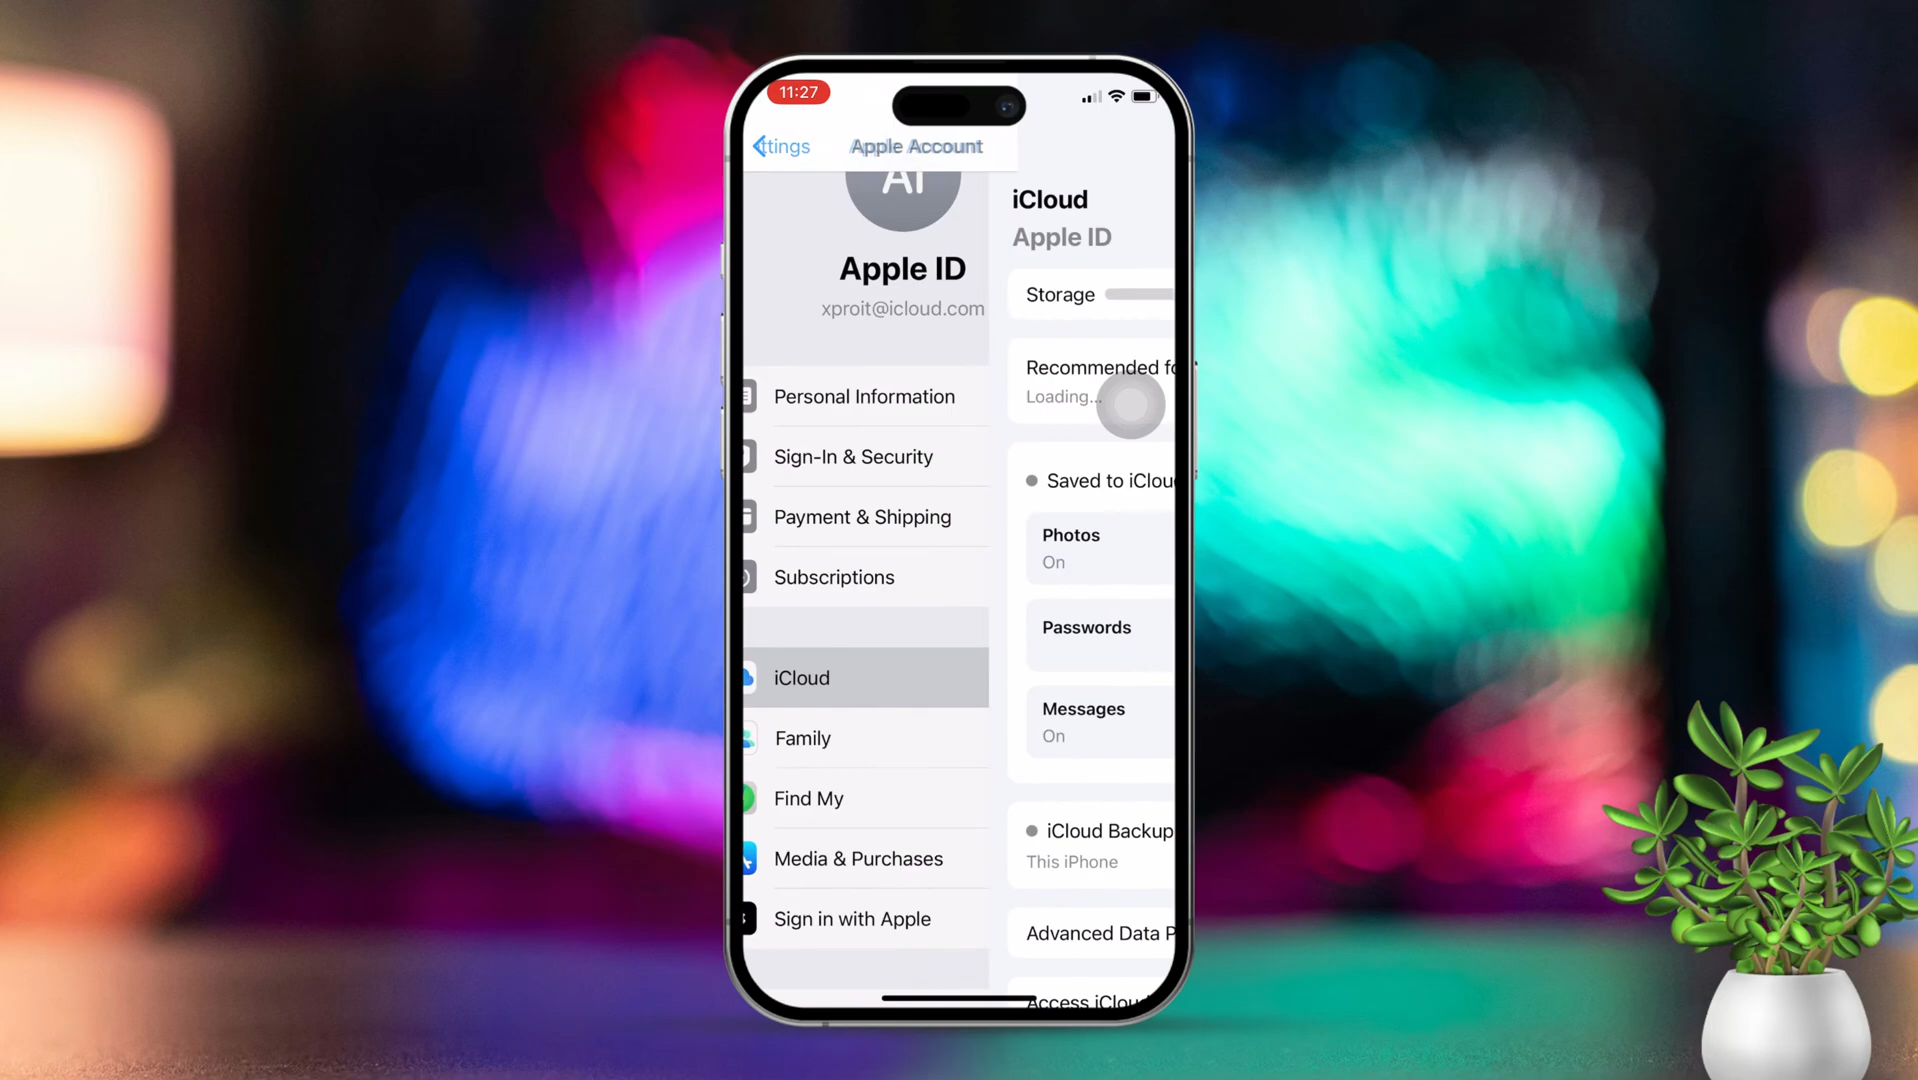 11:27
ttings
Apple Account
AI
Apple ID
xproit@icloud.com
Personal Information
Sign-In & Security
Payment & Shipping
Subscriptions
iCloud
Family
Find My
Media & Purchases
Sign in with Apple
iCloud
Apple ID
Storage
Recommended fo
Loading...
Saved to iClou
Photos
On
Passwords
Messages
On
iCloud Backup
This iPhone
Advanced Data P
Access iCloud